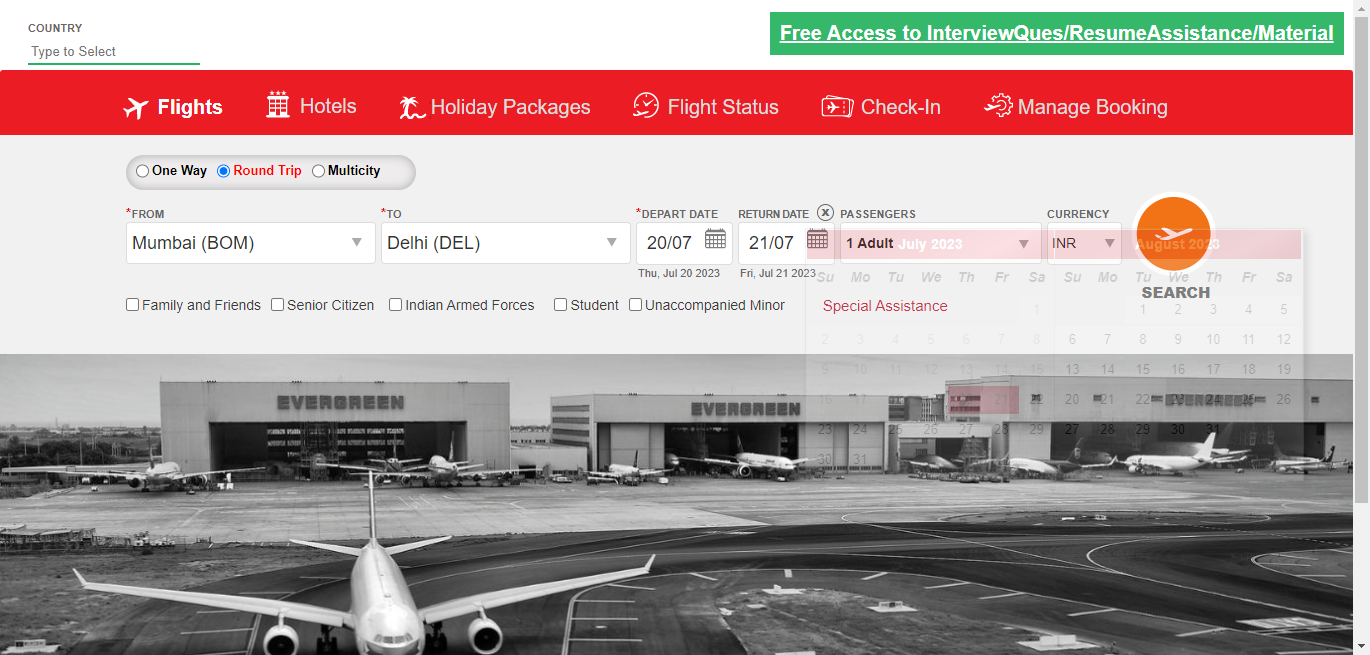 COUNTRY
Type to Select
Free Access to InterviewQues/ResumeAssistance/Material
Flights
Hotels
Holiday Packages
Flight Status
Check-In
Manage Booking
One Way
Round Trip
Multicity
*FROM
*TO
*DEPART DATE
RETURN DATE
X
PASSENGERS
CURRENCY
Mumbai (BOM)
Delhi (DEL)
20/07
21/07
1 Adult
INR
Thu, Jul 20 2023
Fri, Jul 21 2023
SEARCH
Family and Friends
Senior Citizen
Indian Armed Forces
Student
Unaccompanied Minor
Special Assistance
July 2023
Su Mo Tu We Th Fr Sa
1
2 3 4 5 6 7 8
9 10 11 12 13 14 15
16 17 21
23 24 25 26 27 28 29
30 31
August 2023
Su Mo Tu We Th Fr Sa
1 2 3 4 5
6 7 8 9 10 11 12
13 14 15 16 17 18 19
20 21 22 23 24 25 26
27 28 29 30 31
EVERGREEN
EVERGREEN
EVERGREEN